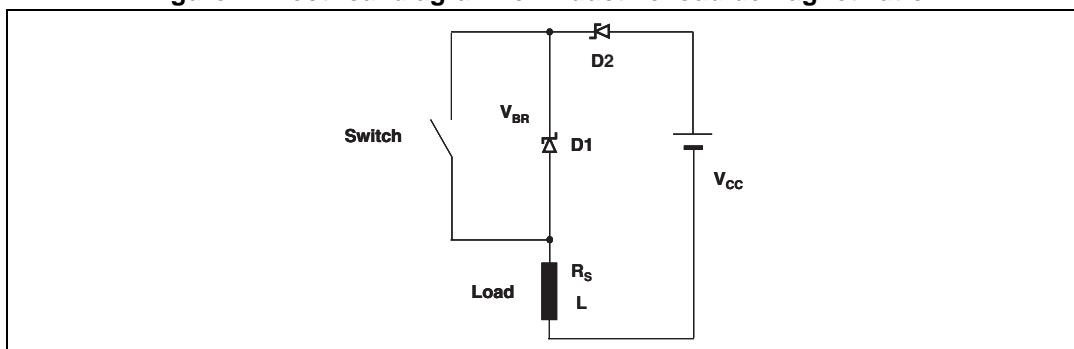 D2
V_BR
Switch
D1
V_CC
R_S
Load
L